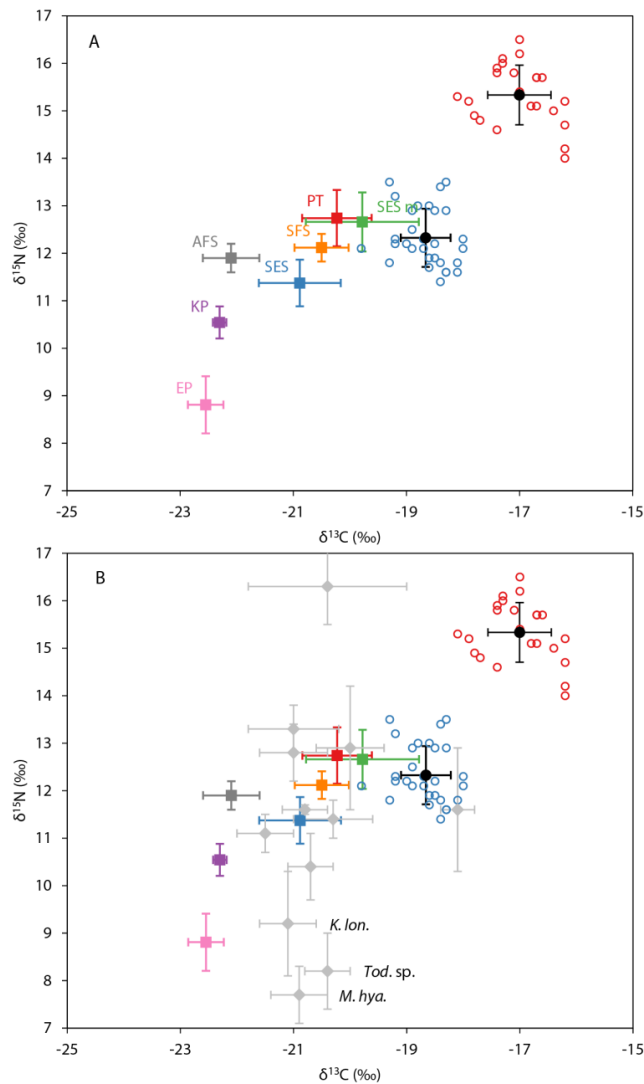 17
A
16
15
14
δ¹⁵N (‰)
13
PT
SES m
SFS
12
AFS
SES
11
KP
10
EP
9
8
7
-25
-23
-21
-19
-17
-15
δ¹³C (‰)
17
B
16
15
14
δ¹⁵N (‰)
13
12
11
10
9
K. lon.
8
Tod. sp.
M. hya.
7
-25
-23
-21
-19
-17
-15
δ¹³C (‰)